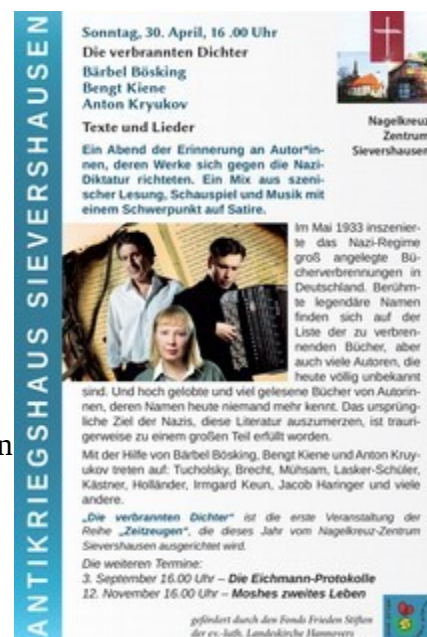 ANTIKRIEGSHAUS SIEVERSHAUSEN
Sonntag, 30. April, 16 .00 Uhr
Die verbrannten Dichter
Bärbel Bösking
Bengt Kiene
Anton Kryukov
Texte und Lieder
Nagelkreuz
Zentrum
Sievershausen
Ein Abend der Erinnerung an Autor*in-
nen, deren Werke sich gegen die Nazi-
Diktatur richteten. Ein Mix aus szeni-
scher Lesung, Schauspiel und Musik mit
einem Schwerpunkt auf Satire.
Im Mai 1933 inszenier-
te das Nazi-Regime
groß angelegte Bü-
cherverbrennungen in
Deutschland. Berühm-
te legendäre Namen
finden sich auf der
Liste der zu verbren-
nenden Bücher, aber
auch viele Autoren, die
heute völlig unbekannt
sind. Und hoch gelobte und viel gelesene Bücher von Autorin-
nen, deren Namen heute niemand mehr kennt. Das ursprüng-
liche Ziel der Nazis, diese Literatur auszumerzen, ist trauri-
gerweise zu einem großen Teil erfüllt worden.
n
Mit der Hilfe von Bärbel Bösking, Bengt Kiene und Anton Kruy-
ukov treten auf: Tucholsky, Brecht, Mühsam, Lasker-Schüler,
Kästner, Holländer, Irmgard Keun, Jacob Haringer und viele
andere.
„Die verbrannten Dichter" ist die erste Veranstaltung der
Reihe „Zeitzeugen", die dieses Jahr vom Nagelkreuz-Zentrum
Sievershausen ausgerichtet wird.
Die weiteren Termine:
3. September 16.00 Uhr – Die Eichmann-Protokolle
12. November 16.00 Uhr – Moshes zweites Leben
gefördert durch den Fonds Frieden Stiften
der ev.-luth. Landeskirche Hannovers